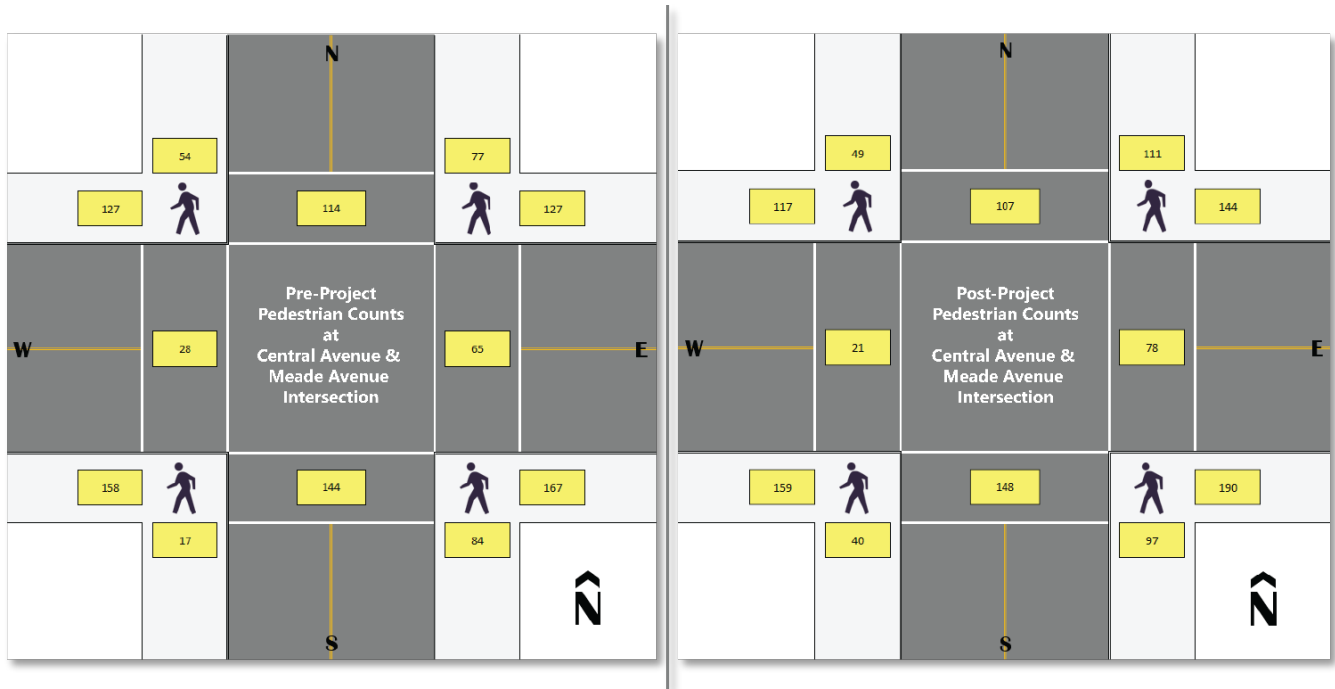 N
54
77
127
114
127
Pre-Project
Pedestrian Counts
at
Central Avenue &
Meade Avenue
Intersection
W
28
65
E
158
144
167
17
84
N
S
N
49
111
117
107
144
Post-Project
Pedestrian Counts
at
Central Avenue &
Meade Avenue
Intersection
W
21
78
E
159
148
190
40
97
N
S